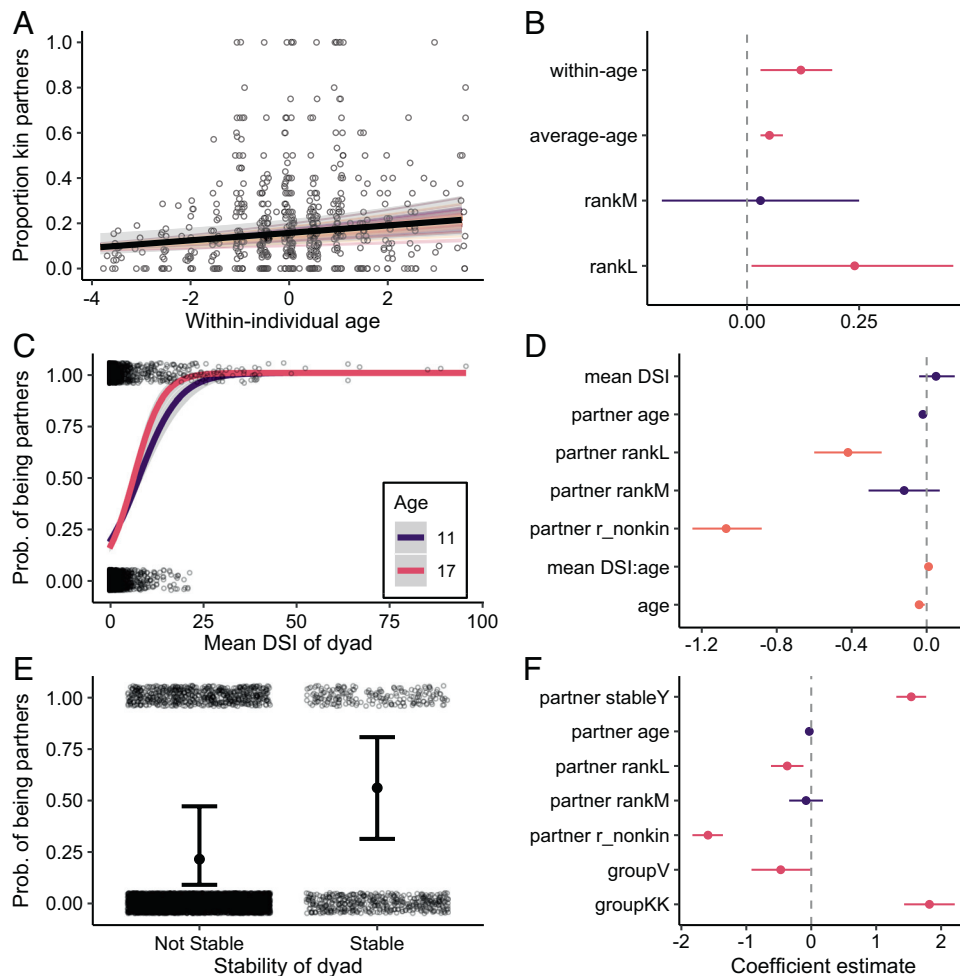 A
Proportion kin partners
1.0
0.8
0.6
0.4
0.2
0.0
-4
-2
0
2
Within-individual age
B
within-age
average-age
rankM
rankL
0.00
0.25
C
Prob. of being partners
1.00
0.75
0.50
0.25
0.00
0
25
50
75
100
Mean DSI of dyad
Age
11
17
D
mean DSI
partner age
partner rankL
partner rankM
partner r_nonkin
mean DSI:age
age
-1.2
-0.8
-0.4
0.0
E
Prob. of being partners
1.00
0.75
0.50
0.25
0.00
Not Stable
Stable
Stability of dyad
F
partner stableY
partner age
partner rankL
partner rankM
partner r_nonkin
groupV
groupKK
-2
-1
0
1
2
Coefficient estimate